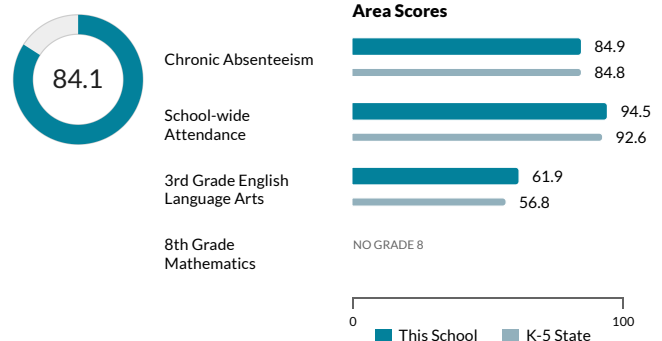 Area Scores
84.1
Chronic Absenteeism
84.9
84.8
School-wide
Attendance
94.5
92.6
3rd Grade English
Language Arts
61.9
56.8
8th Grade
Mathematics
NO GRADE 8
0
100
This School
K-5 State